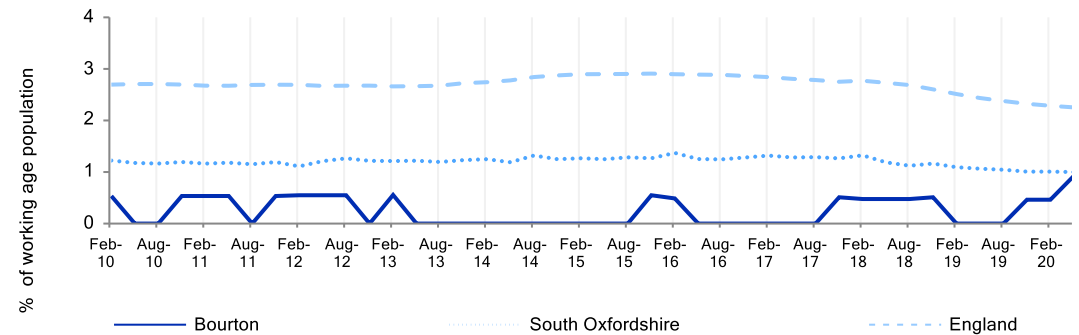 % of working age population
4
3
2
1
0
Feb- Aug- Feb- Aug- Feb- Aug- Feb- Aug- Feb- Aug- Feb- Aug- Feb- Aug- Feb- Aug- Feb- Aug- Feb- Aug- Feb-
10 10 11 11 12 12 13 13 14 14 15 15 16 16 17 17 18 18 19 19 20
Bourton South Oxfordshire England